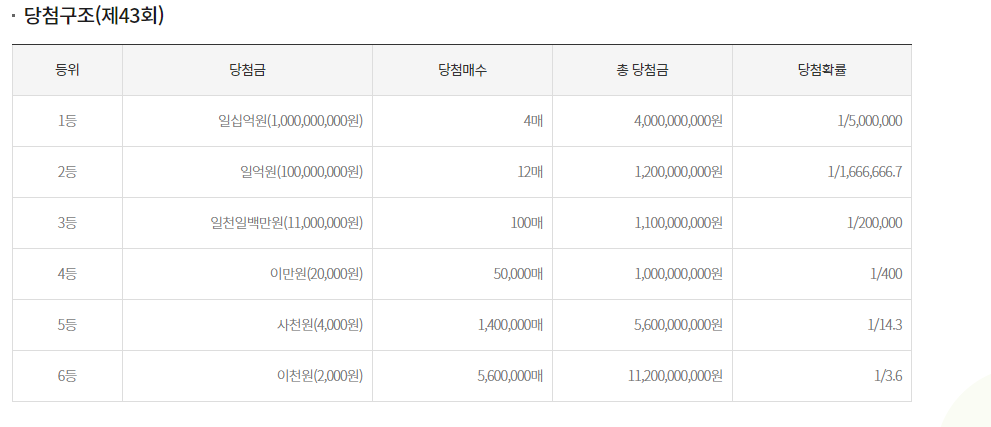 · 당첨구조(제43회)
등위 당첨금 당첨매수 총 당첨금 당첨확률
1등 일십억원(1,000,000,000원) 4매 4,000,000,000원 1/5,000,000
2등 일억원(100,000,000원) 12매 1,200,000,000원 1/1,666,666.7
3등 일천일백만원(11,000,000원) 100매 1,100,000,000원 1/200,000
4등 이만원(20,000원) 50,000매 1,000,000,000원 1/400
5등 사천원(4,000원) 1,400,000매 5,600,000,000원 1/14.3
6등 이천원(2,000원) 5,600,000매 11,200,000,000원 1/3.6